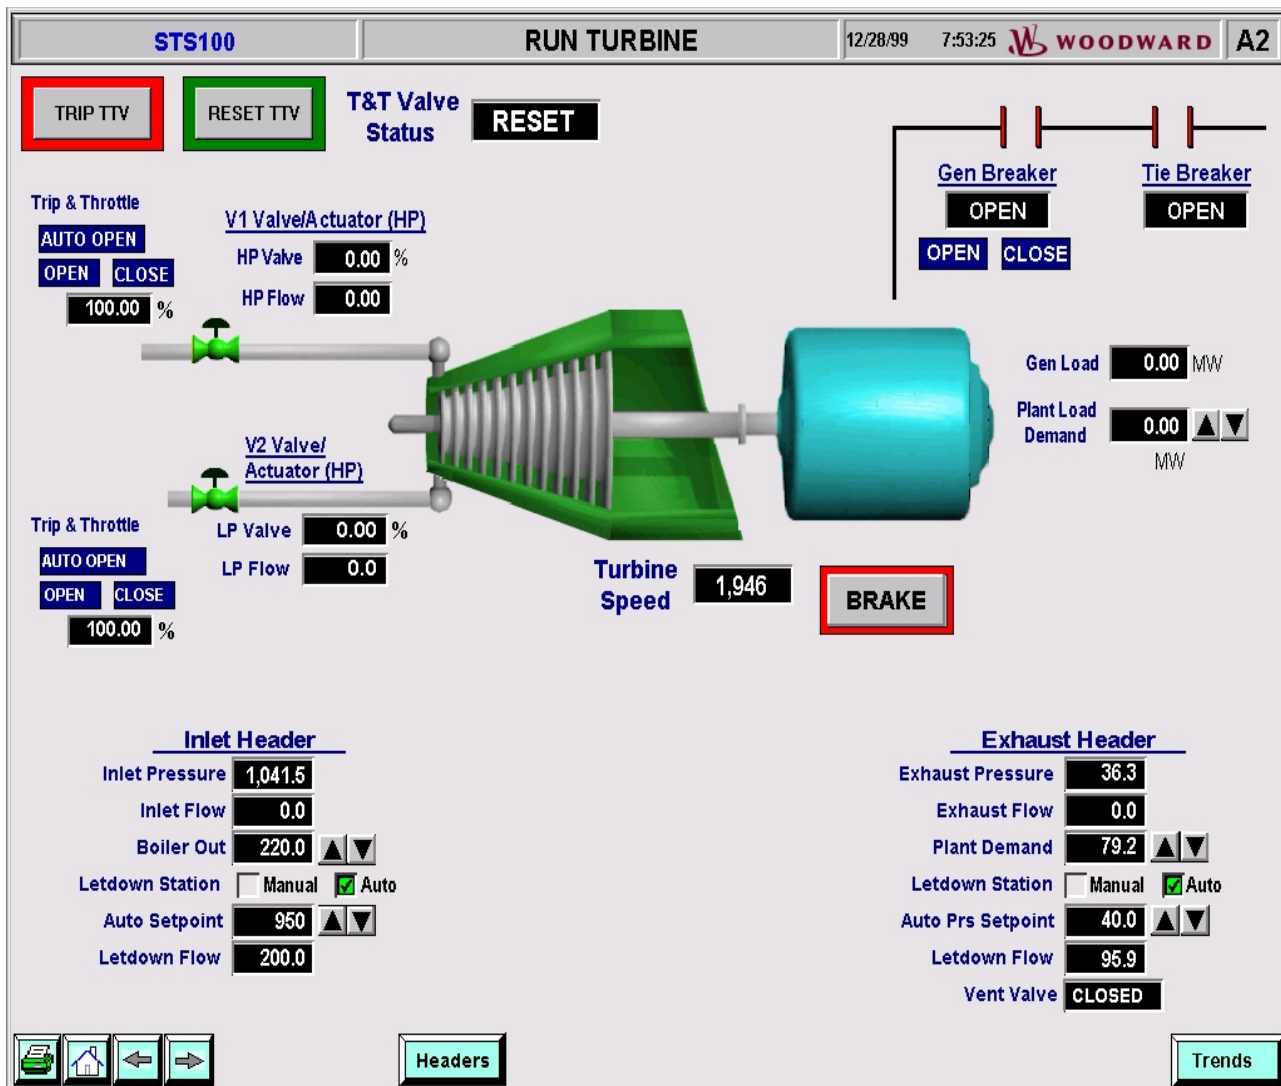 STS100 RUN TURBINE 12/28/99 7:53:25 WOODWARD A2
TRIP TTV RESET TTV T&T Valve Status RESET
Gen Breaker Tie Breaker
OPEN OPEN
OPEN CLOSE
Trip & Throttle
AUTO OPEN
OPEN CLOSE
100.00 %
V1 Valve/Actuator (HP)
HP Valve 0.00 %
HP Flow 0.00
Gen Load 0.00 MW
Plant Load Demand 0.00
MW
V2 Valve/
Actuator (HP)
LP Valve 0.00 %
LP Flow 0.0
Trip & Throttle
AUTO OPEN
OPEN CLOSE
100.00 %
Turbine Speed 1,946 BRAKE
Inlet Header
Inlet Pressure 1,041.5
Inlet Flow 0.0
Boiler Out 220.0
Letdown Station Manual Auto
Auto Setpoint 950
Letdown Flow 200.0
Exhaust Header
Exhaust Pressure 36.3
Exhaust Flow 0.0
Plant Demand 79.2
Letdown Station Manual Auto
Auto Prs Setpoint 40.0
Letdown Flow 95.9
Vent Valve CLOSED
Headers Trends